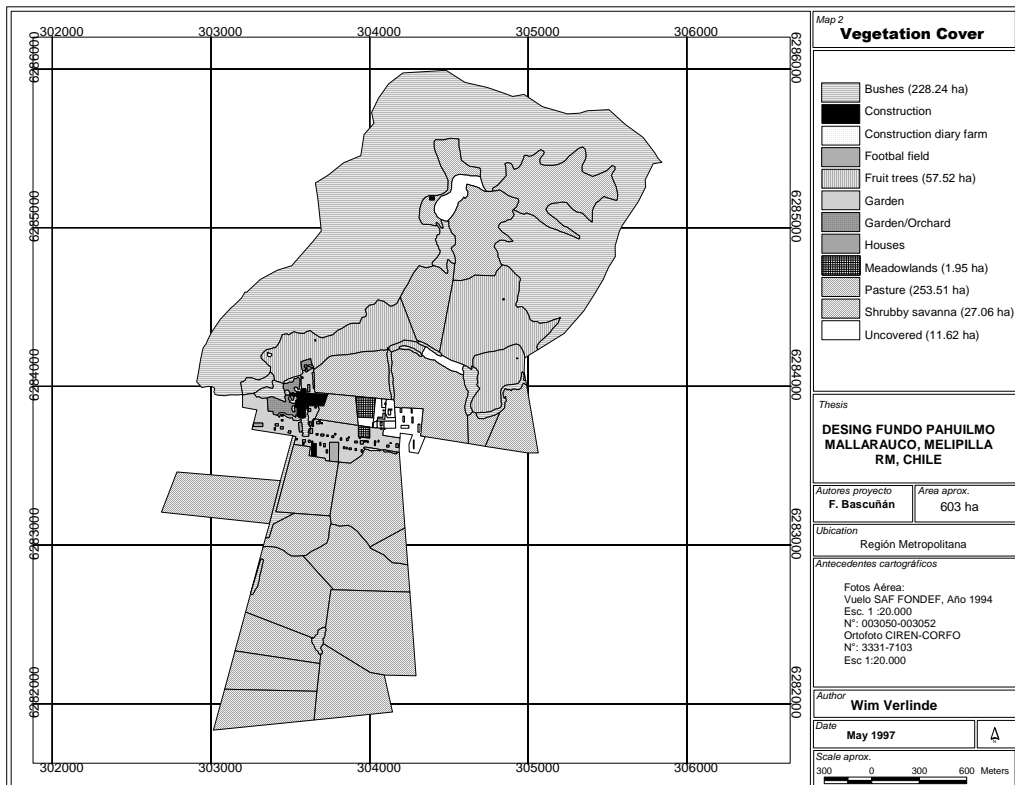 302000 303000 304000 305000 306000
6286000 6286000
6285000 6285000
6284000 6284000
6283000 6283000
6282000 6282000
302000 303000 304000 305000 306000
Map 2
Vegetation Cover
Bushes (228.24 ha)
Construction
Construction diary farm
Footbal field
Fruit trees (57.52 ha)
Garden
Garden/Orchard
Houses
Meadowlands (1.95 ha)
Pasture (253.51 ha)
Shrubby savanna (27.06 ha)
Uncovered (11.62 ha)
Thesis
DESING FUNDO PAHUILMO
MALLARAUCO, MELIPILLA
RM, CHILE
Autores proyecto
F. Bascuñán
Area aprox.
603 ha
Ubication
Región Metropolitana
Antecedentes cartográficos
Fotos Aérea:
Vuelo SAF FONDEF, Año 1994
Esc. 1 :20.000
N°: 003050-003052
Ortofoto CIREN-CORFO
N°: 3331-7103
Esc 1:20.000
Author
Wim Verlinde
Date
May 1997
Scale aprox.
300 0 300 600 Meters